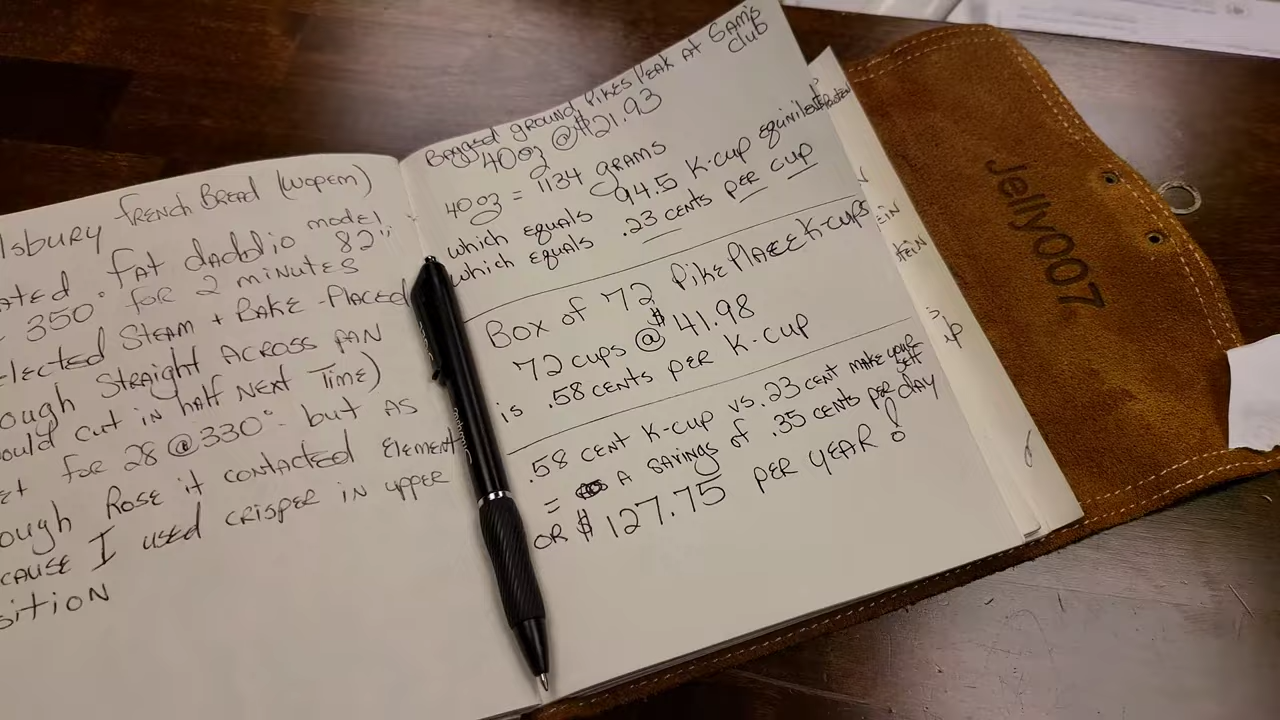 FRENCH BREAD (WOPEM)
llsbury
FAT daddio model
82"
350° for 2 minutes
elected STEAM + BAKE - PLACED
ough STRAIGHT ACROSS PAN
ould cut in half NEXT TIME)
for 28 @ 330° but AS
ough ROSE it contacted ELEMENT
CAUSE I used CRISPER in upper
sition
Bagged ground PIKES PEAK AT SAM'S
club
40oz @ $21.93
40oz = 1134 GRAMS
which equals 94.5 K-cup
which equals .23 cents PER cup
Box of 72 PIKE PLACE K-cups
72 cups @ $41.98
is .58 cents PER K-cup
.58 CENT K-cup vs .23 CENT MAKE your-
self
= A SAVINGS of .35 CENTS PER day
OR $127.75 PER YEAR!
Jelly007